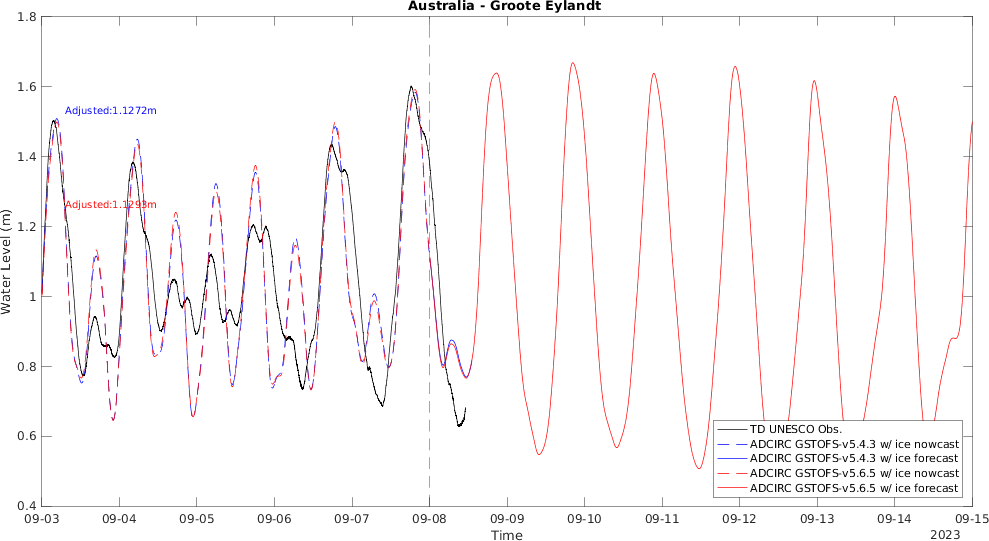 Australia - Groote Eylandt
1.8
1.6
1.4
1.2
1
0.8
0.6
0.4
Water Level (m)
Adjusted:1.1272m
Adjusted:1.1293m
TD UNESCO Obs.
ADCIRC GSTOFS-v5.4.3 w/ ice nowcast
ADCIRC GSTOFS-v5.4.3 w/ ice forecast
ADCIRC GSTOFS-v5.6.5 w/ ice nowcast
ADCIRC GSTOFS-v5.6.5 w/ ice forecast
09-03 09-04 09-05 09-06 09-07 09-08 09-09 09-10 09-11 09-12 09-13 09-14 09-15
Time
2023